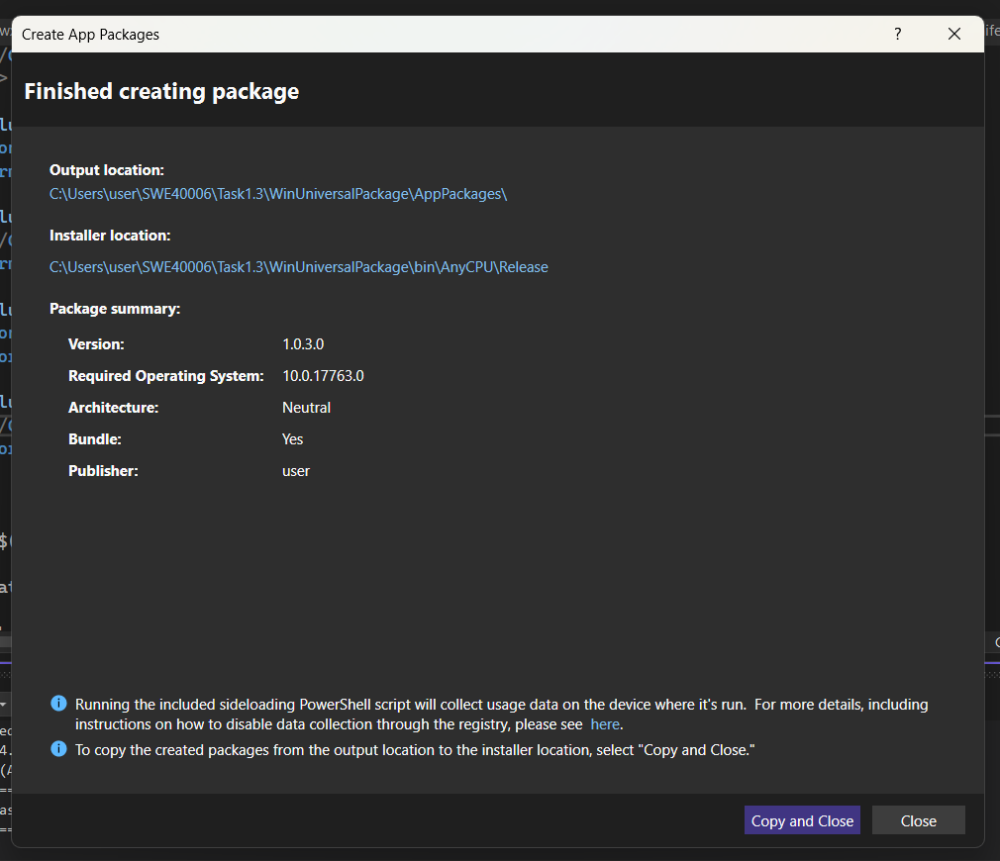 Create App Packages
?
Finished creating package
Output location:
C:\Users\user\SWE40006\Task1.3\WinUniversalPackage\AppPackages\
Installer location:
C:\Users\user\SWE40006\Task1.3\WinUniversalPackage\bin\AnyCPU\Release
Package summary:
Version: 1.0.3.0
Required Operating System: 10.0.17763.0
Architecture: Neutral
Bundle: Yes
Publisher: user
Running the included sideloading PowerShell script will collect usage data on the device where it's run. For more details, including
instructions on how to disable data collection through the registry, please see here.
To copy the created packages from the output location to the installer location, select "Copy and Close."
Copy and Close Close